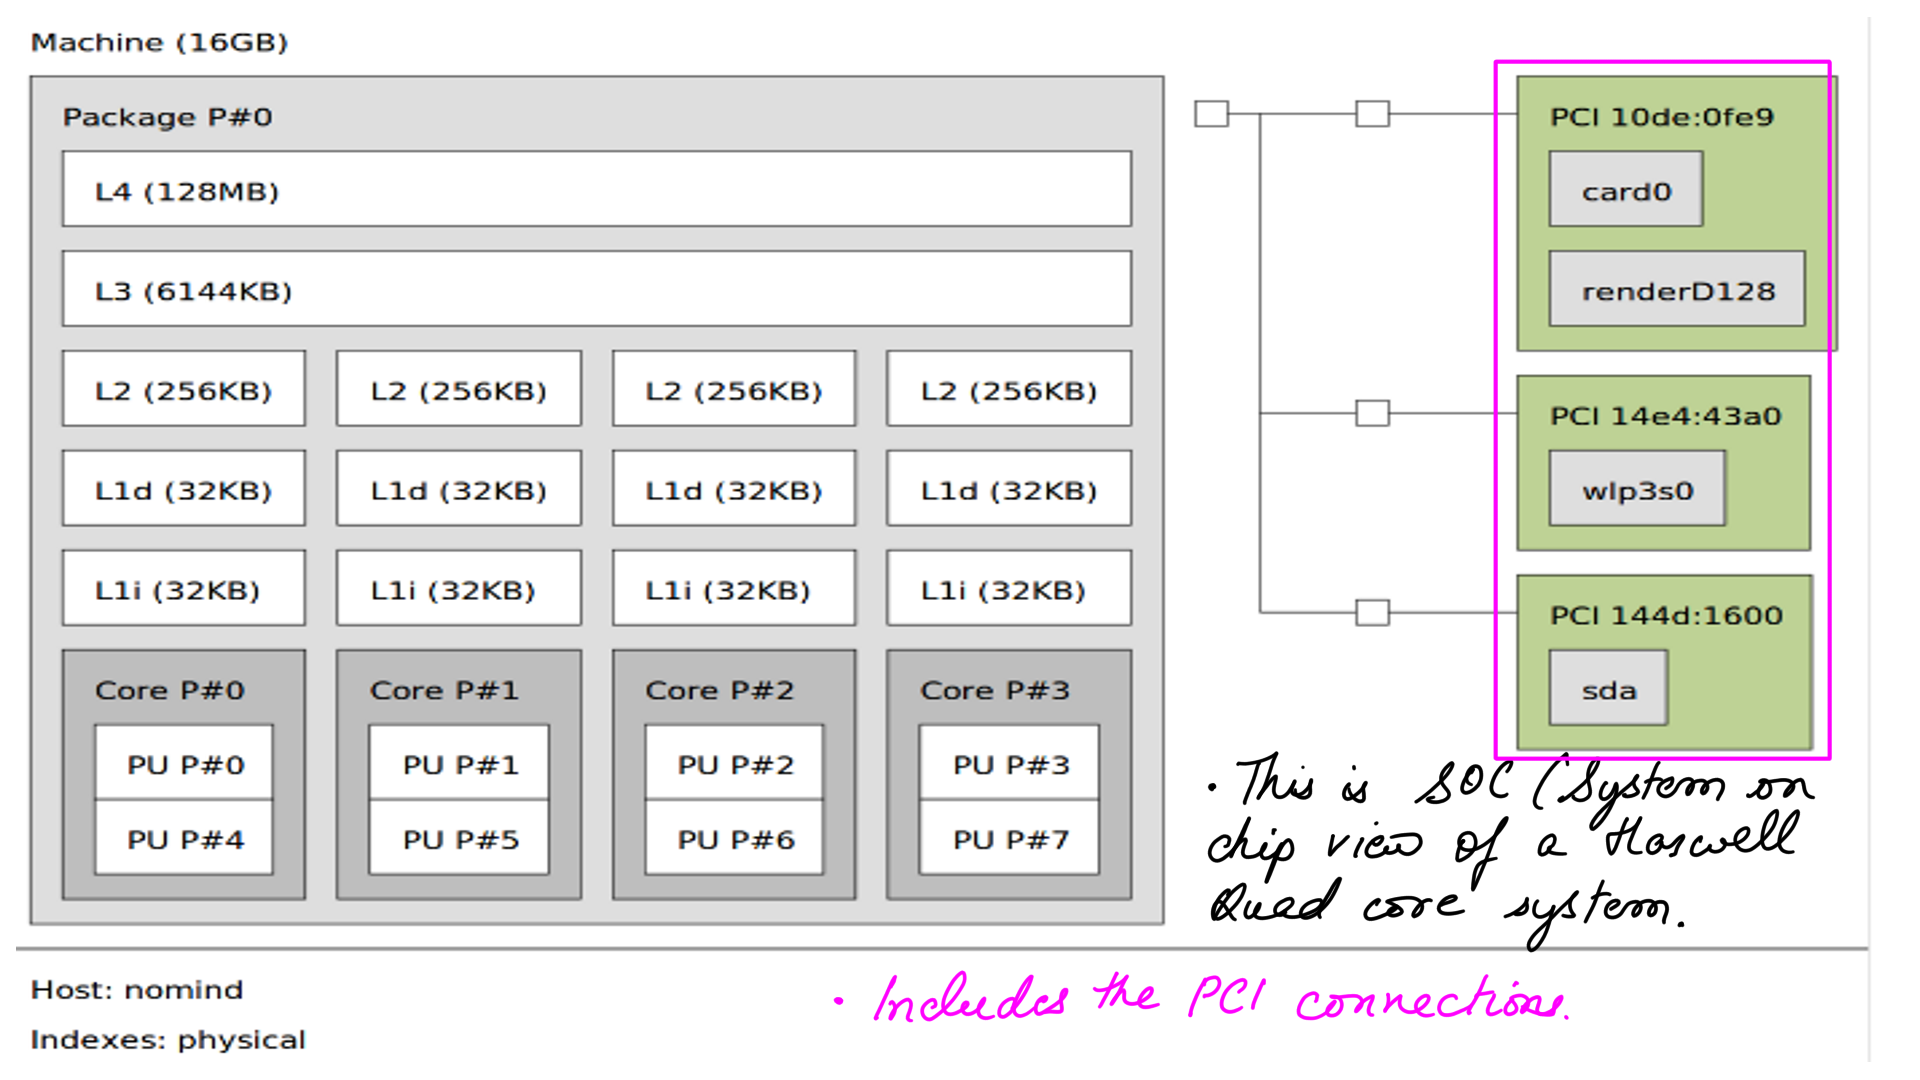 Machine (16GB)
Package P#0
L4 (128MB)
L3 (6144KB)
L2 (256KB) L2 (256KB) L2 (256KB) L2 (256KB)
L1d (32KB) L1d (32KB) L1d (32KB) L1d (32KB)
L1i (32KB) L1i (32KB) L1i (32KB) L1i (32KB)
Core P#0 Core P#1 Core P#2 Core P#3
PU P#0 PU P#1 PU P#2 PU P#3
PU P#4 PU P#5 PU P#6 PU P#7
PCI 10de:0fe9
card0
renderD128
PCI 14e4:43a0
wlp3s0
PCI 144d:1600
sda
· This is SOC (System on
chip view of a Haswell
Quad core system.
Host: nomind
Indexes: physical
· Includes the PCI connections.